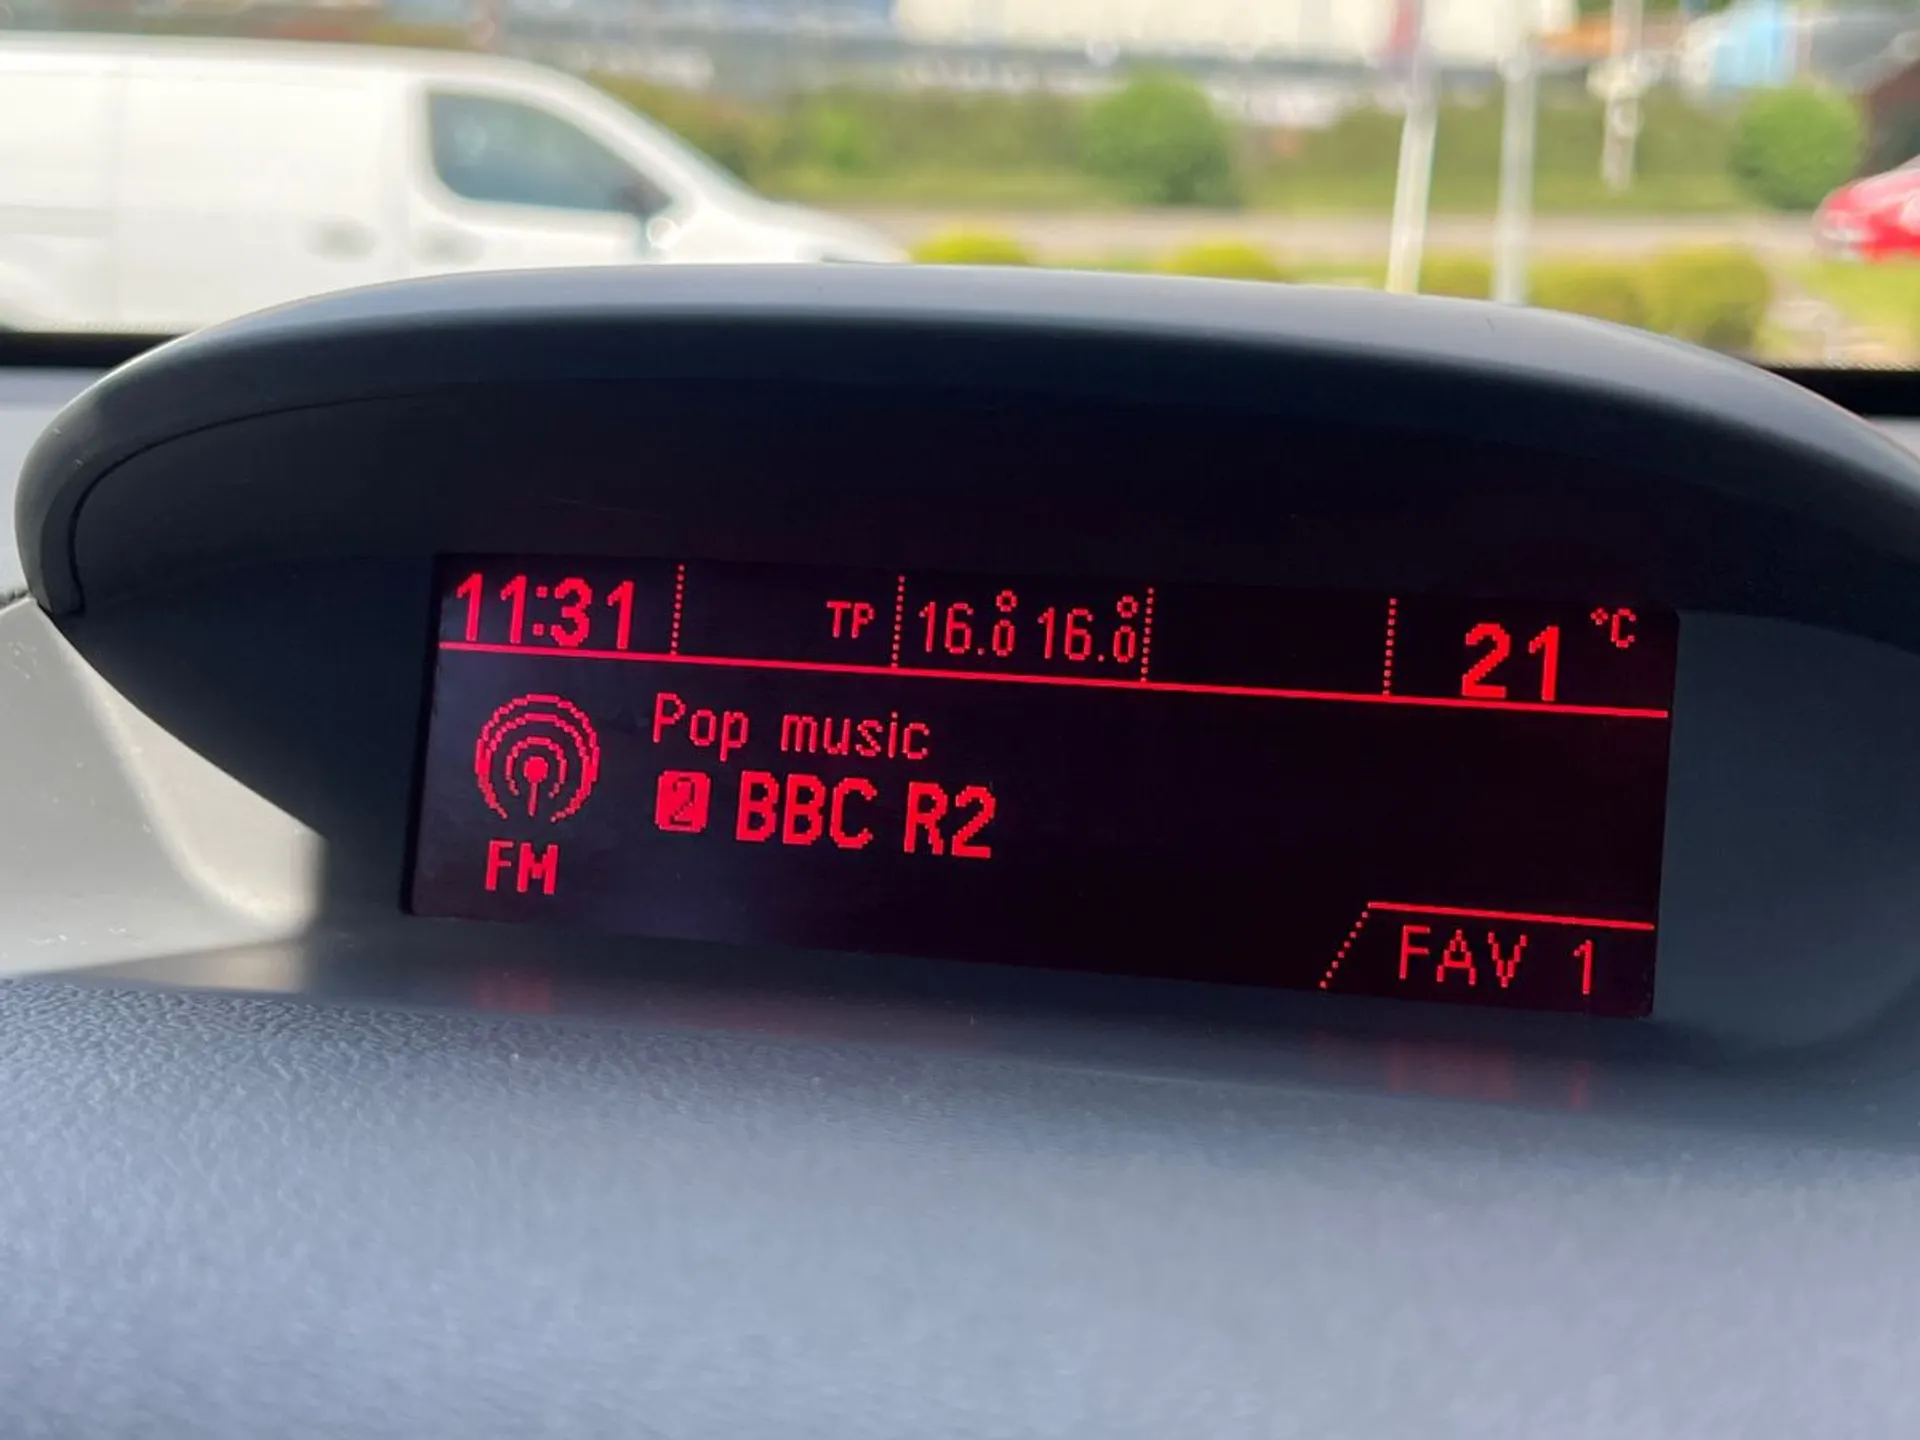 11:31 TP 16.0° 16.0° 21 °C
Pop music
2 BBC R2
FM
FAV 1